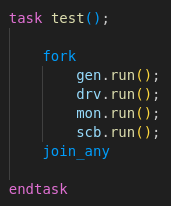 task test();
fork
gen.run();
drv.run();
mon.run();
scb.run();
join_any
endtask